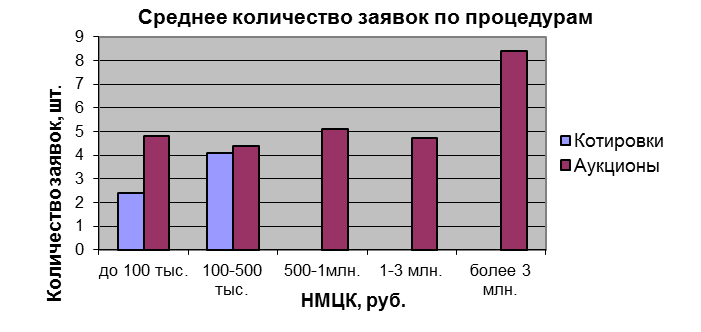 Среднее количество заявок по процедурам
Количество заявок, шт.
9
8
7
6
5
4
3
2
1
0
до 100 тыс.
100-500
тыс.
500-1млн.
1-3 млн.
более 3
млн.
НМЦК, руб.
Котировки
Аукционы